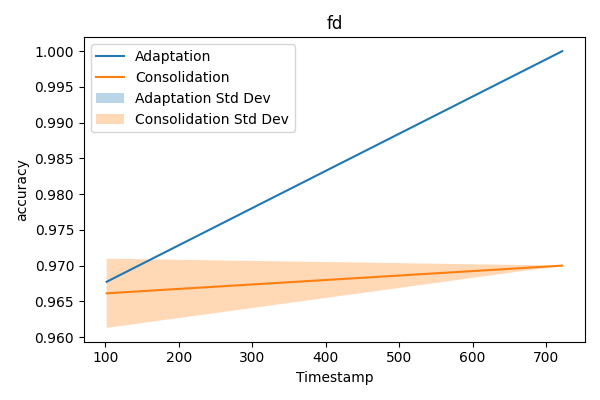 fd
Adaptation
Consolidation
Adaptation Std Dev
Consolidation Std Dev
accuracy
1.000
0.995
0.990
0.985
0.980
0.975
0.970
0.965
0.960
100 200 300 400 500 600 700
Timestamp